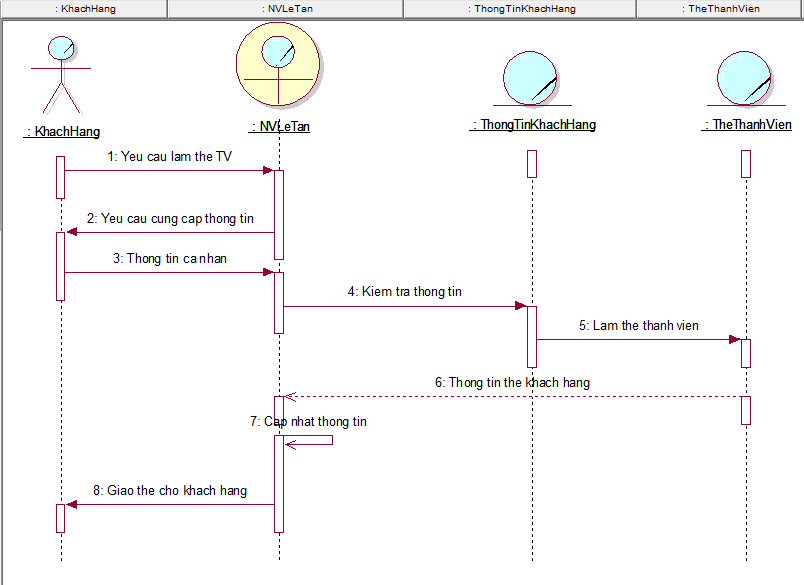 : KhachHang
: NVLeTan
: ThongTinKhachHang
: TheThanhVien
: KhachHang
: NVLeTan
: ThongTinKhachHang
: TheThanhVien
1: Yeu cau lam the TV
2: Yeu cau cung cap thong tin
3: Thong tin ca nhan
4: Kiem tra thong tin
5: Lam the thanh vien
6: Thong tin the khach hang
7: Cap nhat thong tin
8: Giao the cho khach hang